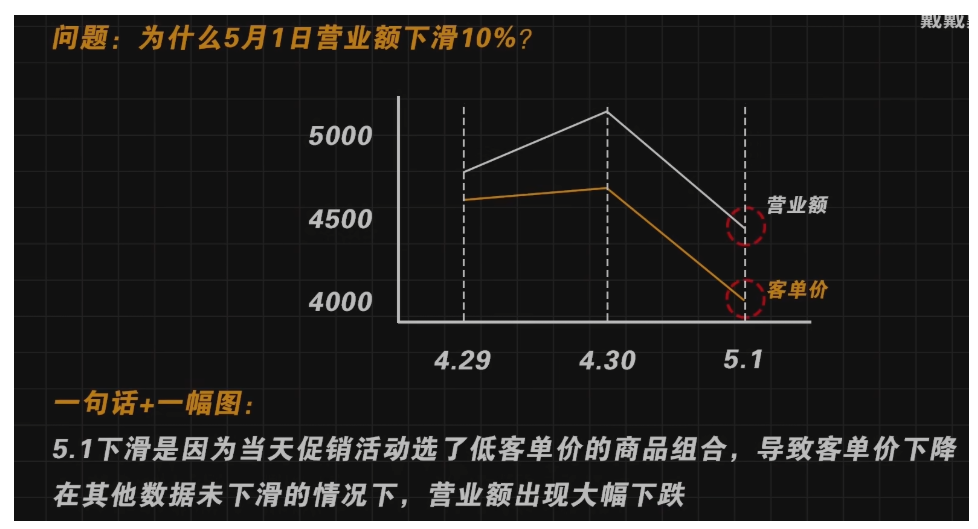 戴戴
问题：为什么5月1日营业额下滑10%?
5000
4500
4000
营业额
客单价
4.29
4.30
5.1
一句话+一幅图：
5.1下滑是因为当天促销活动选了低客单价的商品组合，导致客单价下降
在其他数据未下滑的情况下，营业额出现大幅下跌